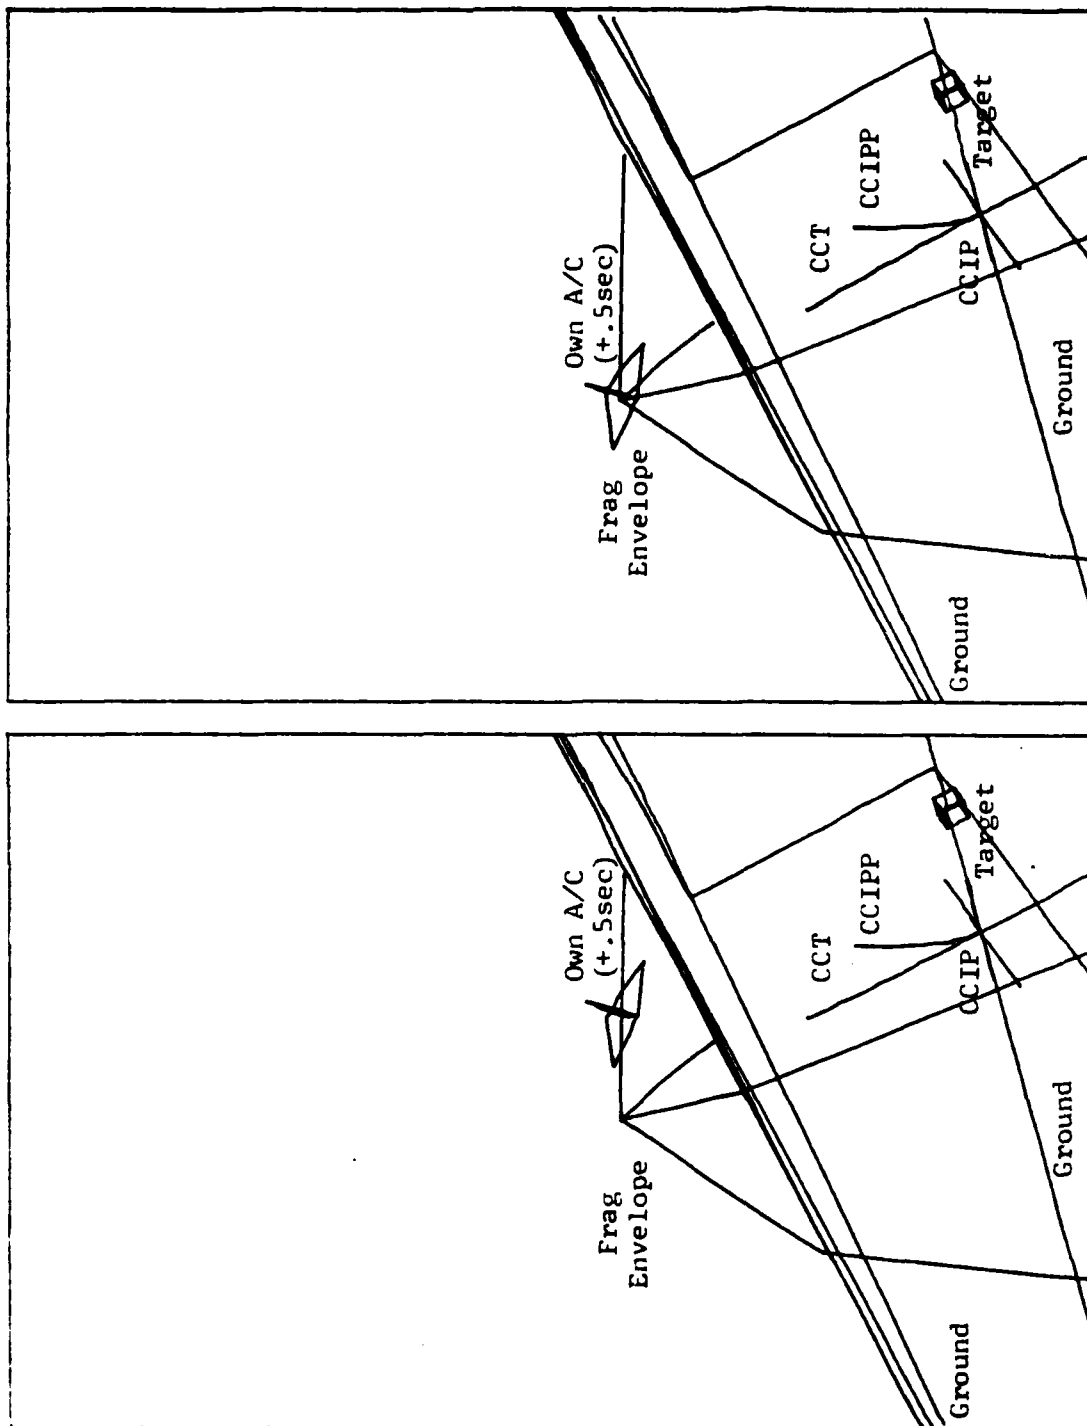 Own A/C
(+.5sec)
Frag
Envelope
CCT
CCIPP
CCIP
Target
Ground
Ground
Own A/C
(+.5sec)
Frag
Envelope
CCT
CCIPP
CCIP
Target
Ground
Ground